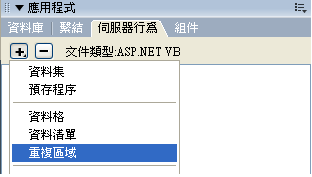 應用程式
資料庫 繫結 伺服器行爲 組件
文件類型:ASP.NET VB
資料集
預存程序
資料格
資料清單
重複區域